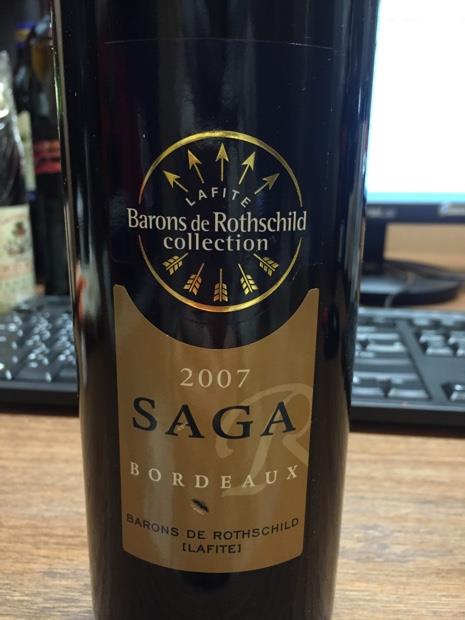 LAFITE
Barons de Rothschild
collection
2007
SAGA
R
BORDEAUX
BARONS DE ROTHSCHILD
[LAFITE]